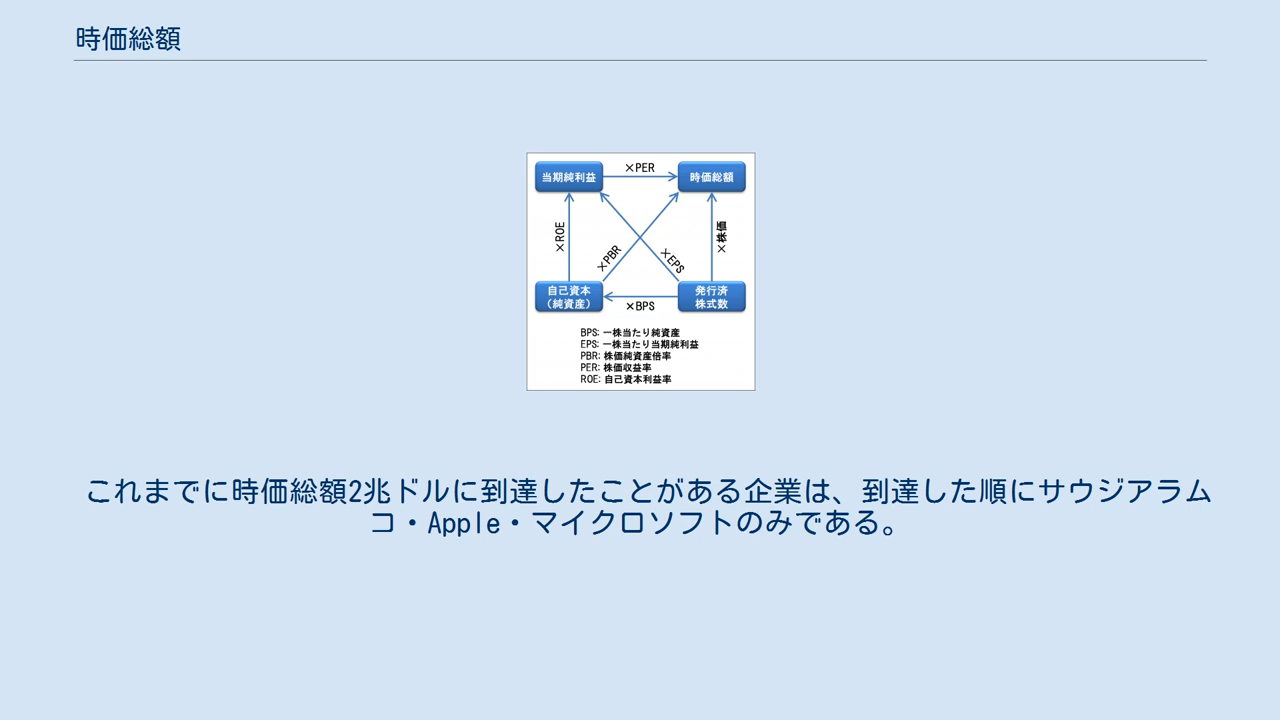 時価総額
×PER
当期純利益
時価総額
×ROE
×PBR
×EPS
×株価
自己資本
（純資産）
×BPS
発行済
株式数
BPS: 一株当たり純資産
EPS: 一株当たり当期純利益
PBR: 株価純資産倍率
PER: 株価収益率
ROE: 自己資本利益率
これまでに時価総額2兆ドルに到達したことがある企業は、到達した順にサウジアラム
コ・Apple・マイクロソフトのみである。